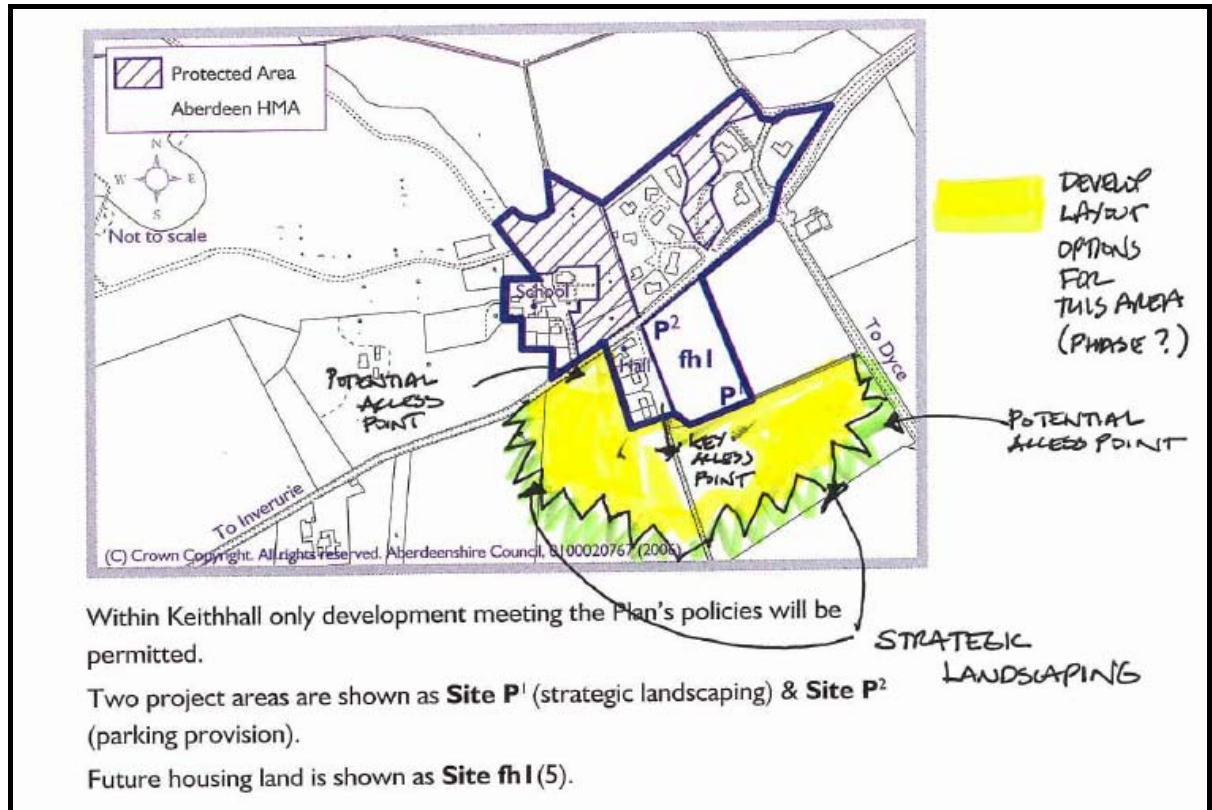 Protected Area
Aberdeen HMA
N
W
E
S
Not to scale
School
P2
Hall
fh1
P1
To Dyce
POTENTIAL
ACCESS
POINT
KEY
ACCESS
POINT
To Inverurie
(C) Crown Copyright. All rights reserved. Aberdeenshire Council, 0100020767 (2006)
DEVELOP
LAYOUT
OPTIONS
FOR
THIS AREA
(PHASE ?)
POTENTIAL
ACCESS POINT
STRATEGIC
LANDSCAPING
Within Keithhall only development meeting the Plan's policies will be
permitted.
Two project areas are shown as Site P1 (strategic landscaping) & Site P2
(parking provision).
Future housing land is shown as Site fh1(5).